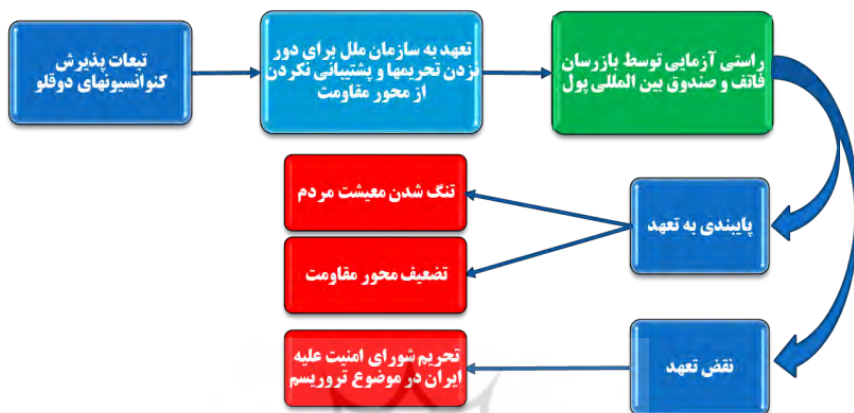 تبعات پذیرش
کنوانسیونهای دوقلو
تعهد به سازمان ملل برای دور
نزدن تحریمها و پشتیبانی نکردن
از محور مقاومت
راستی آزمایی توسط بازرسان
فاتف و صندوق بین المللی پول
تنگ شدن معیشت مردم
تضعیف محور مقاومت
پایبندی به تعهد
تحریم شورای امنیت علیه
ایران در موضوع تروریسم
نقض تعهد